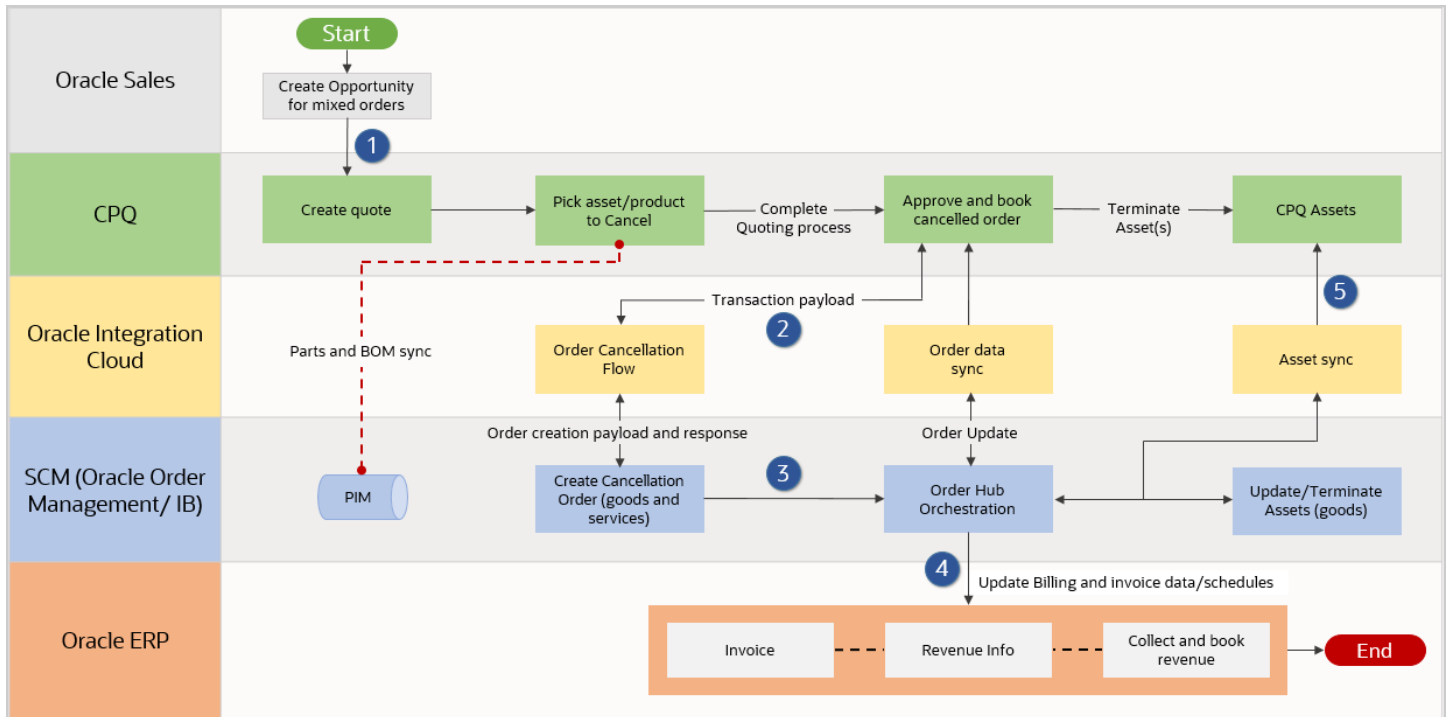 Oracle Sales
Start
Create Opportunity
for mixed orders
1
CPQ
Create quote
Pick asset/product
to Cancel
Complete
Quoting process
Approve and book
cancelled order
Terminate
Asset(s)
CPQ Assets
Oracle Integration
Cloud
Parts and BOM sync
Transaction payload
2
Order Cancellation
Flow
Order data
sync
5
Asset sync
SCM (Oracle Order
Management/ IB)
Order creation payload and response
Order Update
PIM
Create Cancellation
Order (goods and
services)
3
Order Hub
Orchestration
Update/Terminate
Assets (goods)
Oracle ERP
4
Update Billing and invoice data/schedules
Invoice
Revenue Info
Collect and book
revenue
End